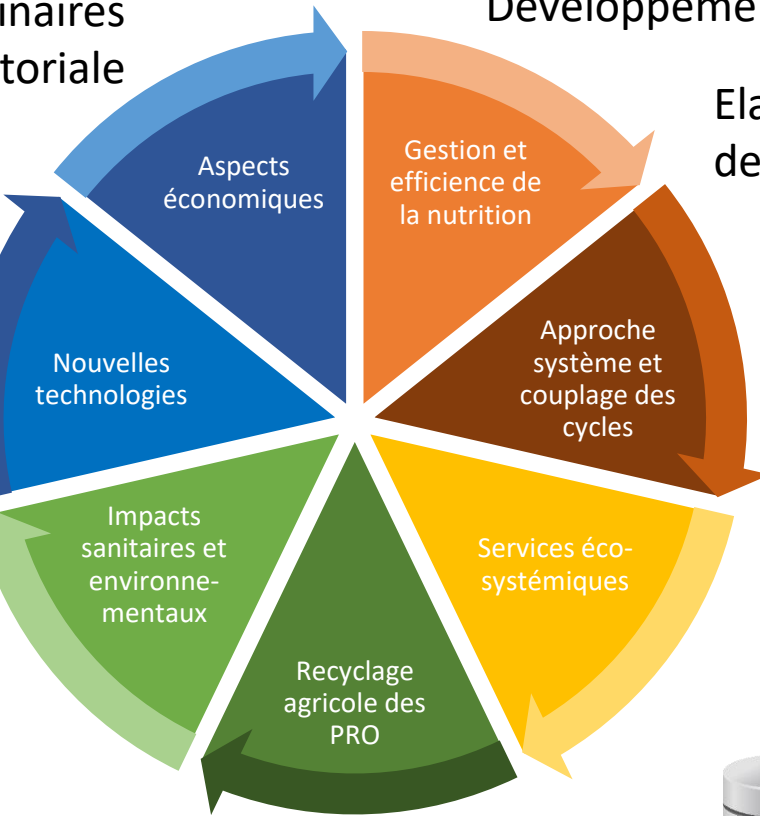 inaires
toriale
Développeme
Ela
de
Aspects
économiques
Gestion et
efficience de
la nutrition
Approche
système et
couplage des
cycles
Services éco-
systémiques
Recyclage
agricole des
PRO
Impacts
sanitaires et
environne-
mentaux
Nouvelles
technologies